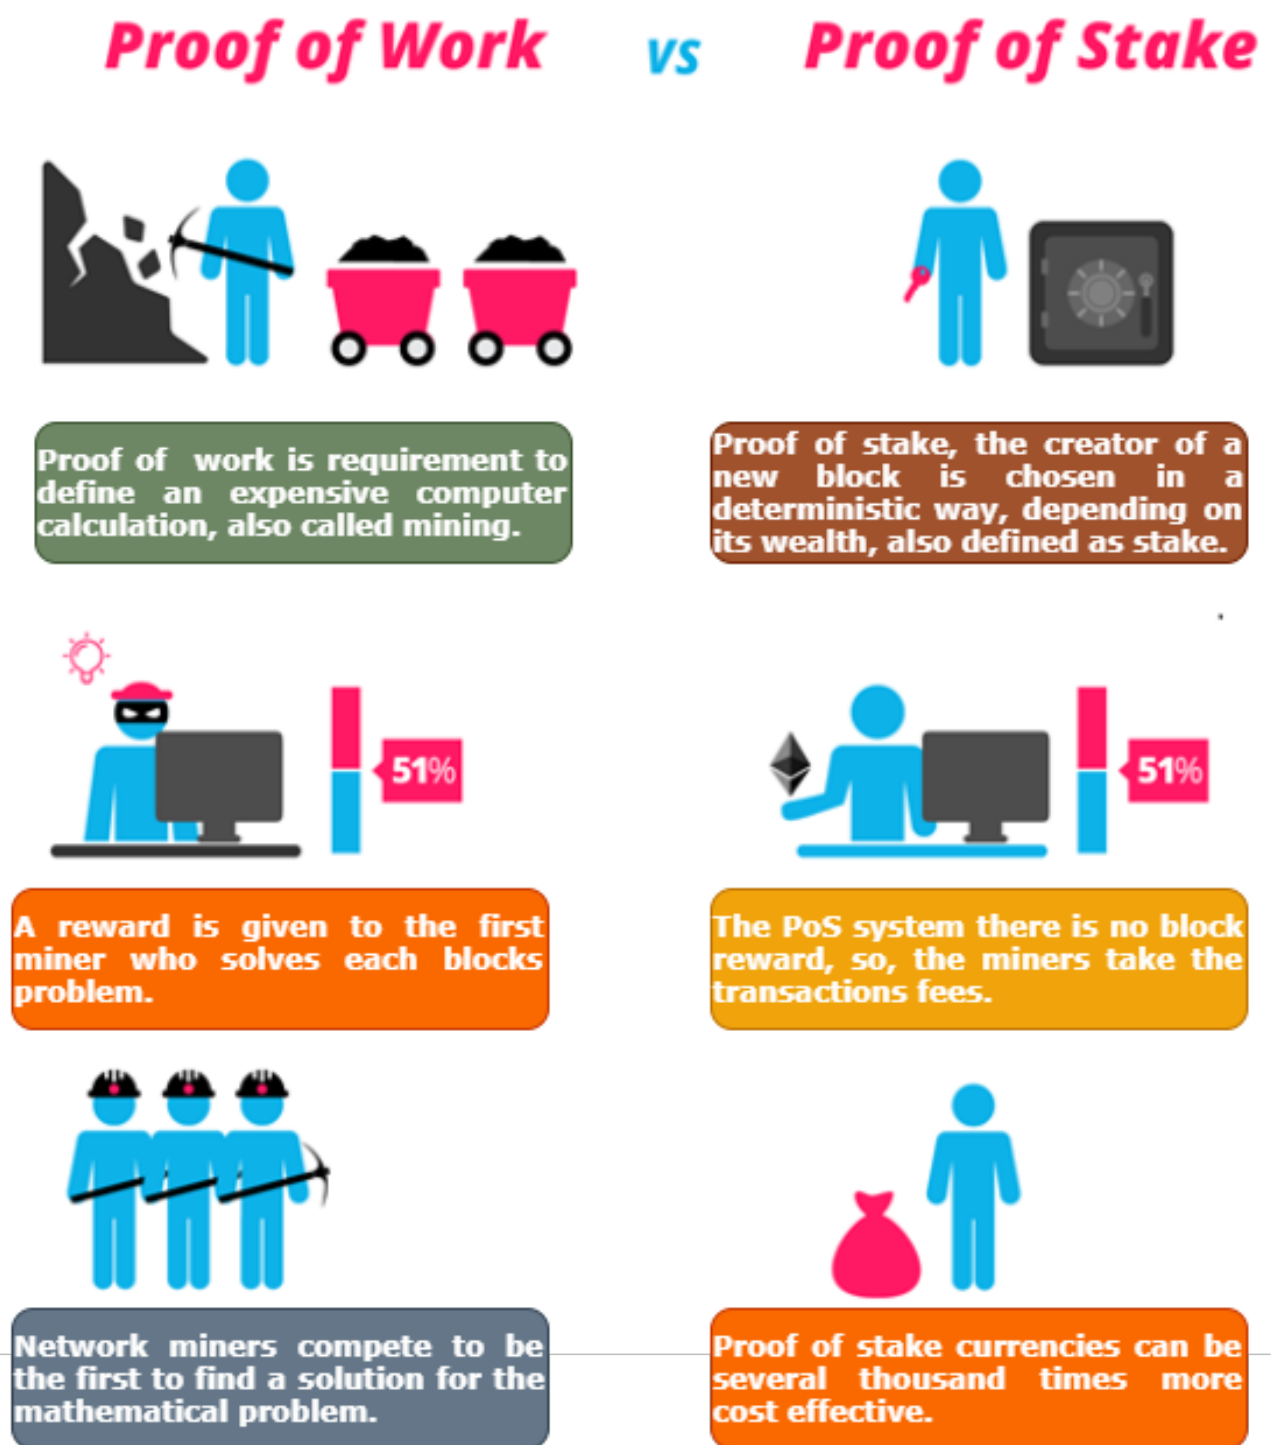 Proof of Work vs Proof of Stake
Proof of work is requirement to
define an expensive computer
calculation, also called mining.
Proof of stake, the creator of a
new block is chosen in a
deterministic way, depending on
its wealth, also defined as stake.
51%
51%
A reward is given to the first
miner who solves each blocks
problem.
The PoS system there is no block
reward, so, the miners take the
transactions fees.
Network miners compete to be
the first to find a solution for the
mathematical problem.
Proof of stake currencies can be
several thousand times more
cost effective.